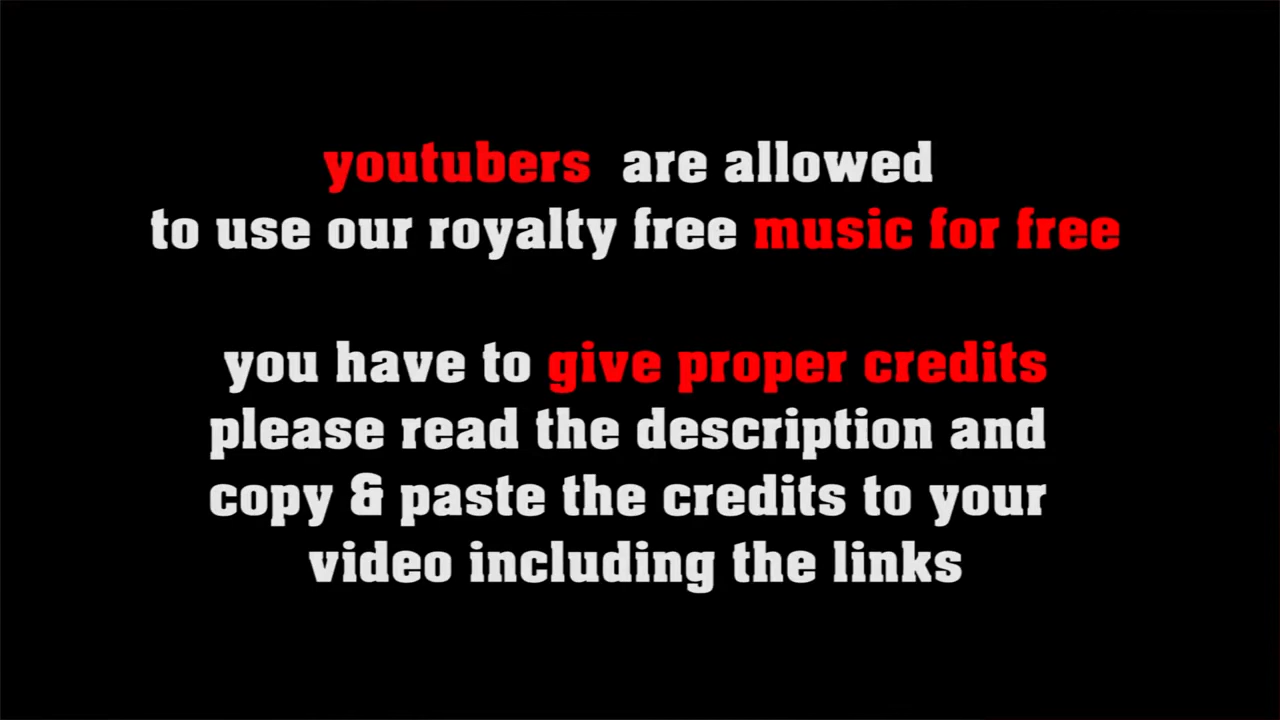 youtubers are allowed
to use our royalty free music for free
you have to give proper credits
please read the description and
copy & paste the credits to your
video including the links